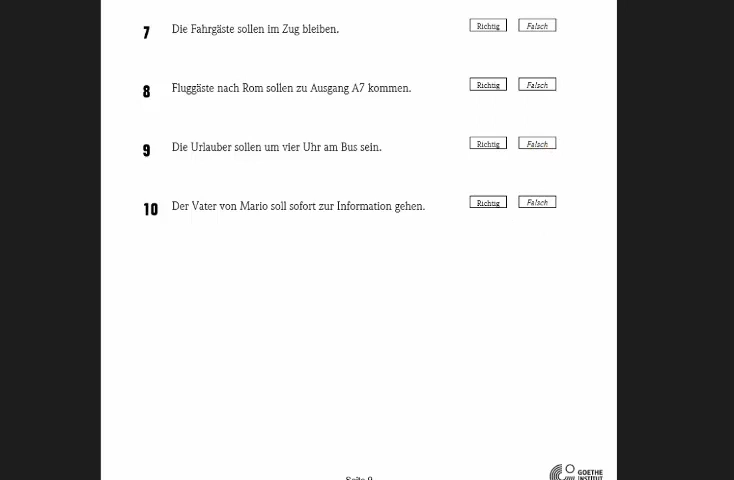 7 Die Fahrgäste sollen im Zug bleiben. Richtig Falsch
8 Fluggäste nach Rom sollen zu Ausgang A7 kommen. Richtig Falsch
9 Die Urlauber sollen um vier Uhr am Bus sein. Richtig Falsch
10 Der Vater von Mario soll sofort zur Information gehen. Richtig Falsch
Seite 9
GOETHE
INSTITUT